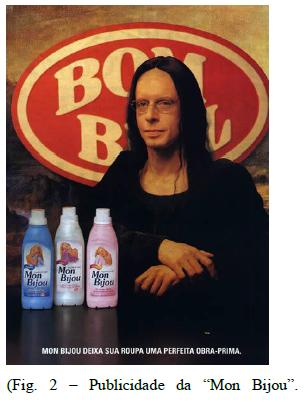 BOM
BRIL
Mon
Bijou
Mon
Bijou
Mon
Bijou
MON BIJOU DEIXA SUA ROUPA UMA PERFEITA OBRA-PRIMA.
(Fig. 2 – Publicidade da “Mon Bijou”.